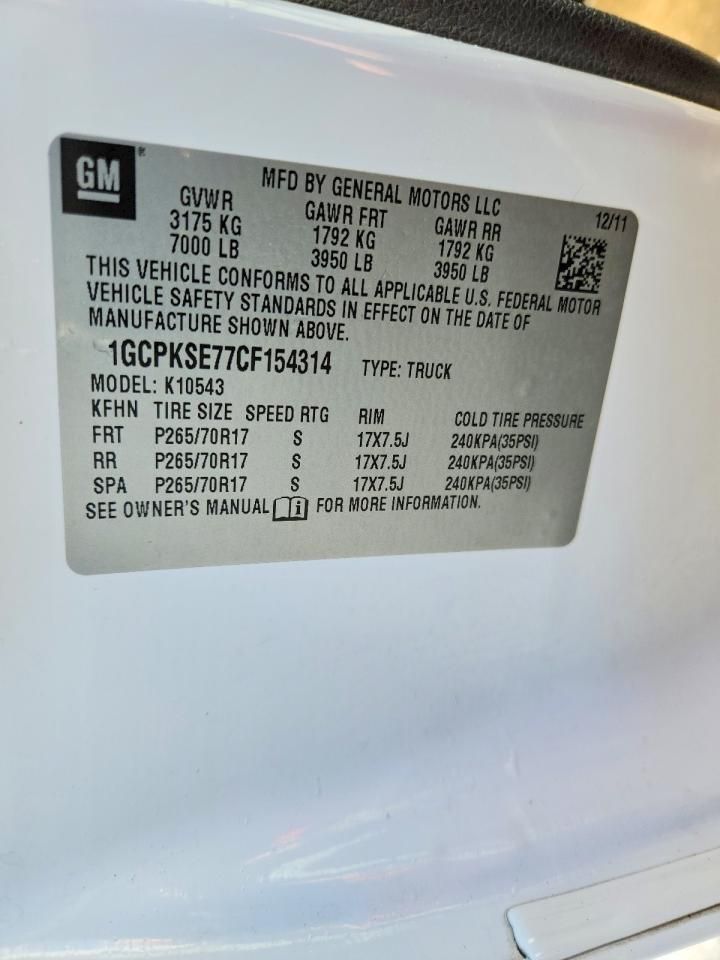 GM
MFD BY GENERAL MOTORS LLC
12/11
GVWR GAWR FRT GAWR RR
3175 KG 1792 KG 1792 KG
7000 LB 3950 LB 3950 LB
THIS VEHICLE CONFORMS TO ALL APPLICABLE U.S. FEDERAL MOTOR
VEHICLE SAFETY STANDARDS IN EFFECT ON THE DATE OF
MANUFACTURE SHOWN ABOVE.
1GCPKSE77CF154314 TYPE: TRUCK
MODEL: K10543
KFHN TIRE SIZE SPEED RTG RIM COLD TIRE PRESSURE
FRT P265/70R17 S 17X7.5J 240KPA(35PSI)
RR P265/70R17 S 17X7.5J 240KPA(35PSI)
SPA P265/70R17 S 17X7.5J 240KPA(35PSI)
SEE OWNER'S MANUAL i FOR MORE INFORMATION.